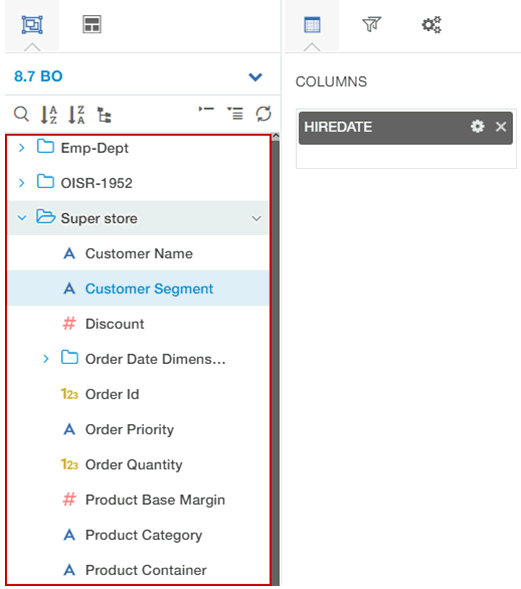 8.7 BO
Emp-Dept
OISR-1952
Super store
A Customer Name
A Customer Segment
# Discount
Order Date Dimens...
123 Order Id
A Order Priority
123 Order Quantity
# Product Base Margin
A Product Category
A Product Container
COLUMNS
HIREDATE